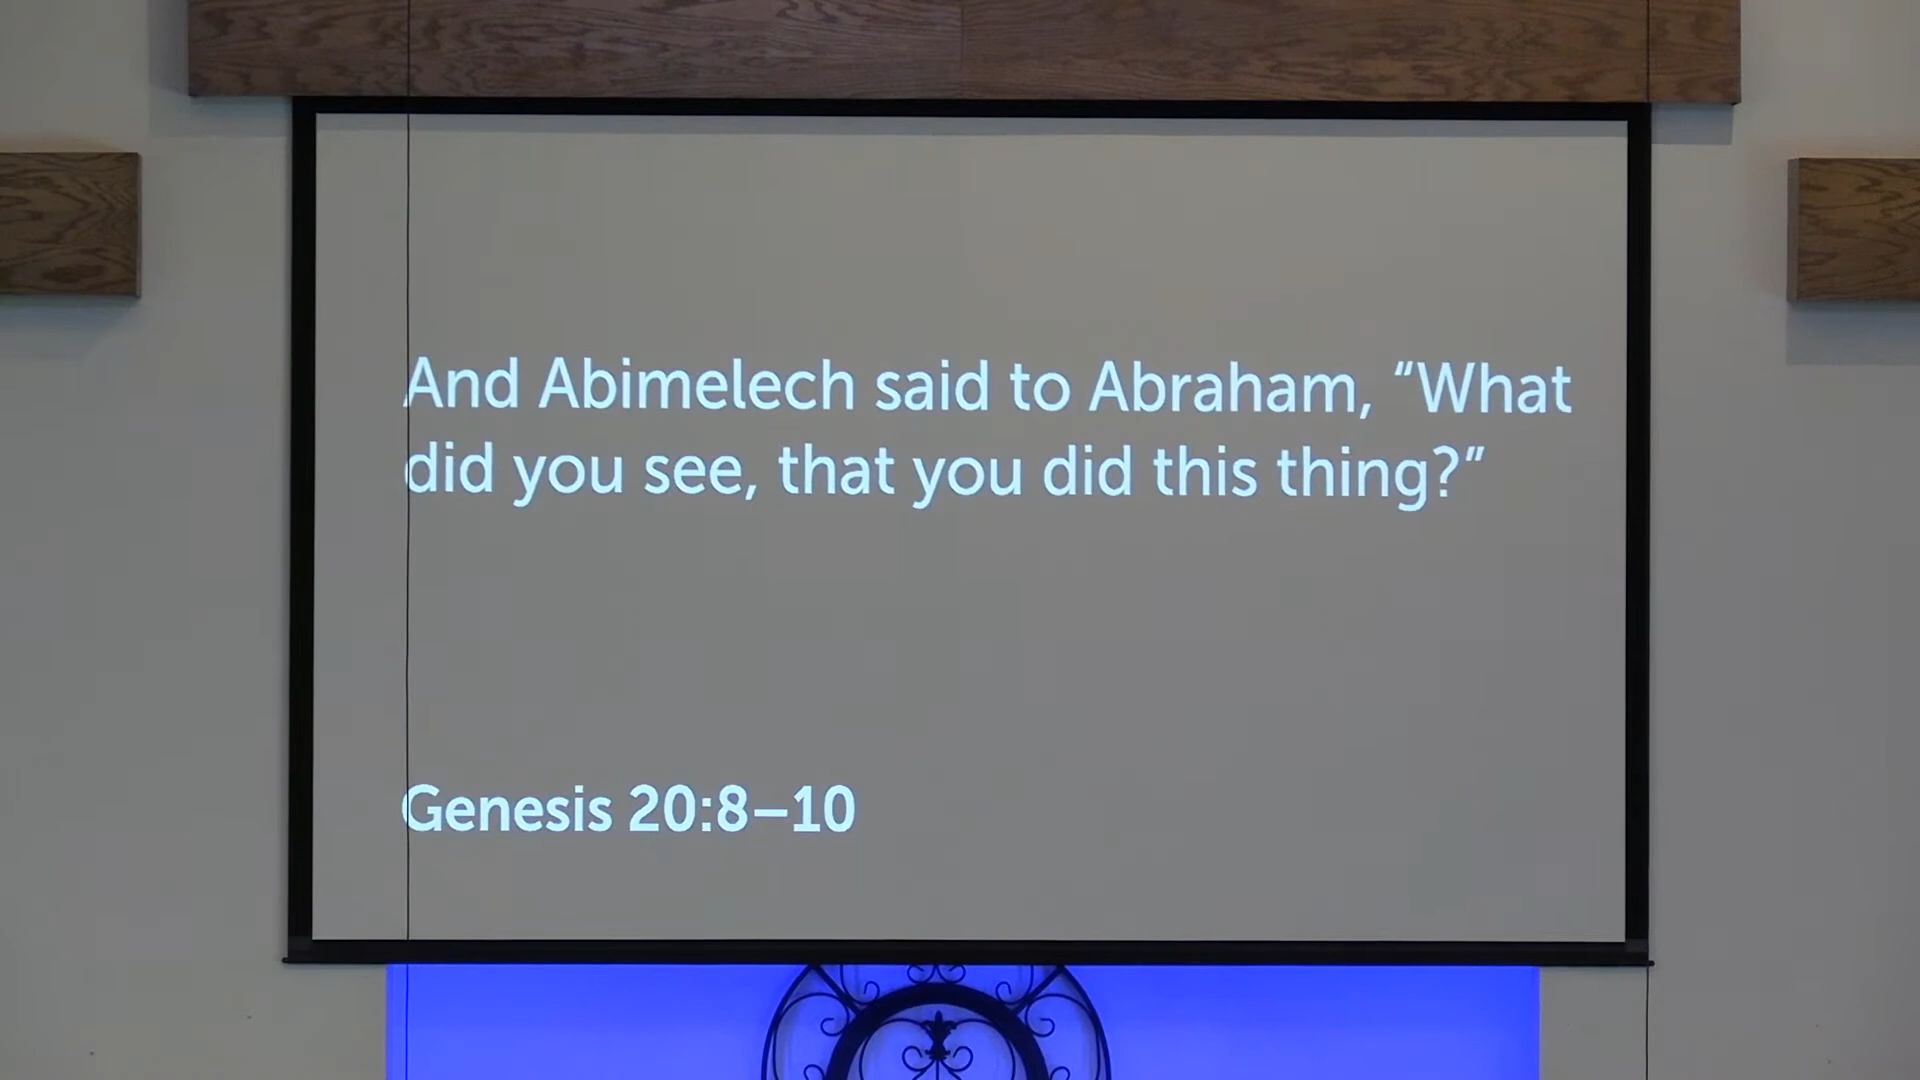 And Abimelech said to Abraham, “What
did you see, that you did this thing?”
Genesis 20:8–10